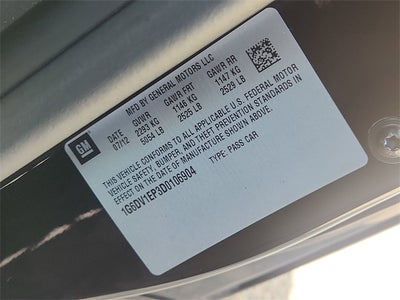 GM
MFD BY GENERAL MOTORS LLC
DATE GVWR GAWR FRT GAWR RR
07/12 2293 KG 1146 KG 1147 KG
5054 LB 2525 LB 2529 LB
THIS VEHICLE CONFORMS TO ALL APPLICABLE U.S. FEDERAL MOTOR
VEHICLE SAFETY, BUMPER, AND THEFT PREVENTION STANDARDS IN
EFFECT ON THE DATE OF MANUFACTURE SHOWN ABOVE.
1G6DV1EP3D0106904 TYPE: PASS CAR